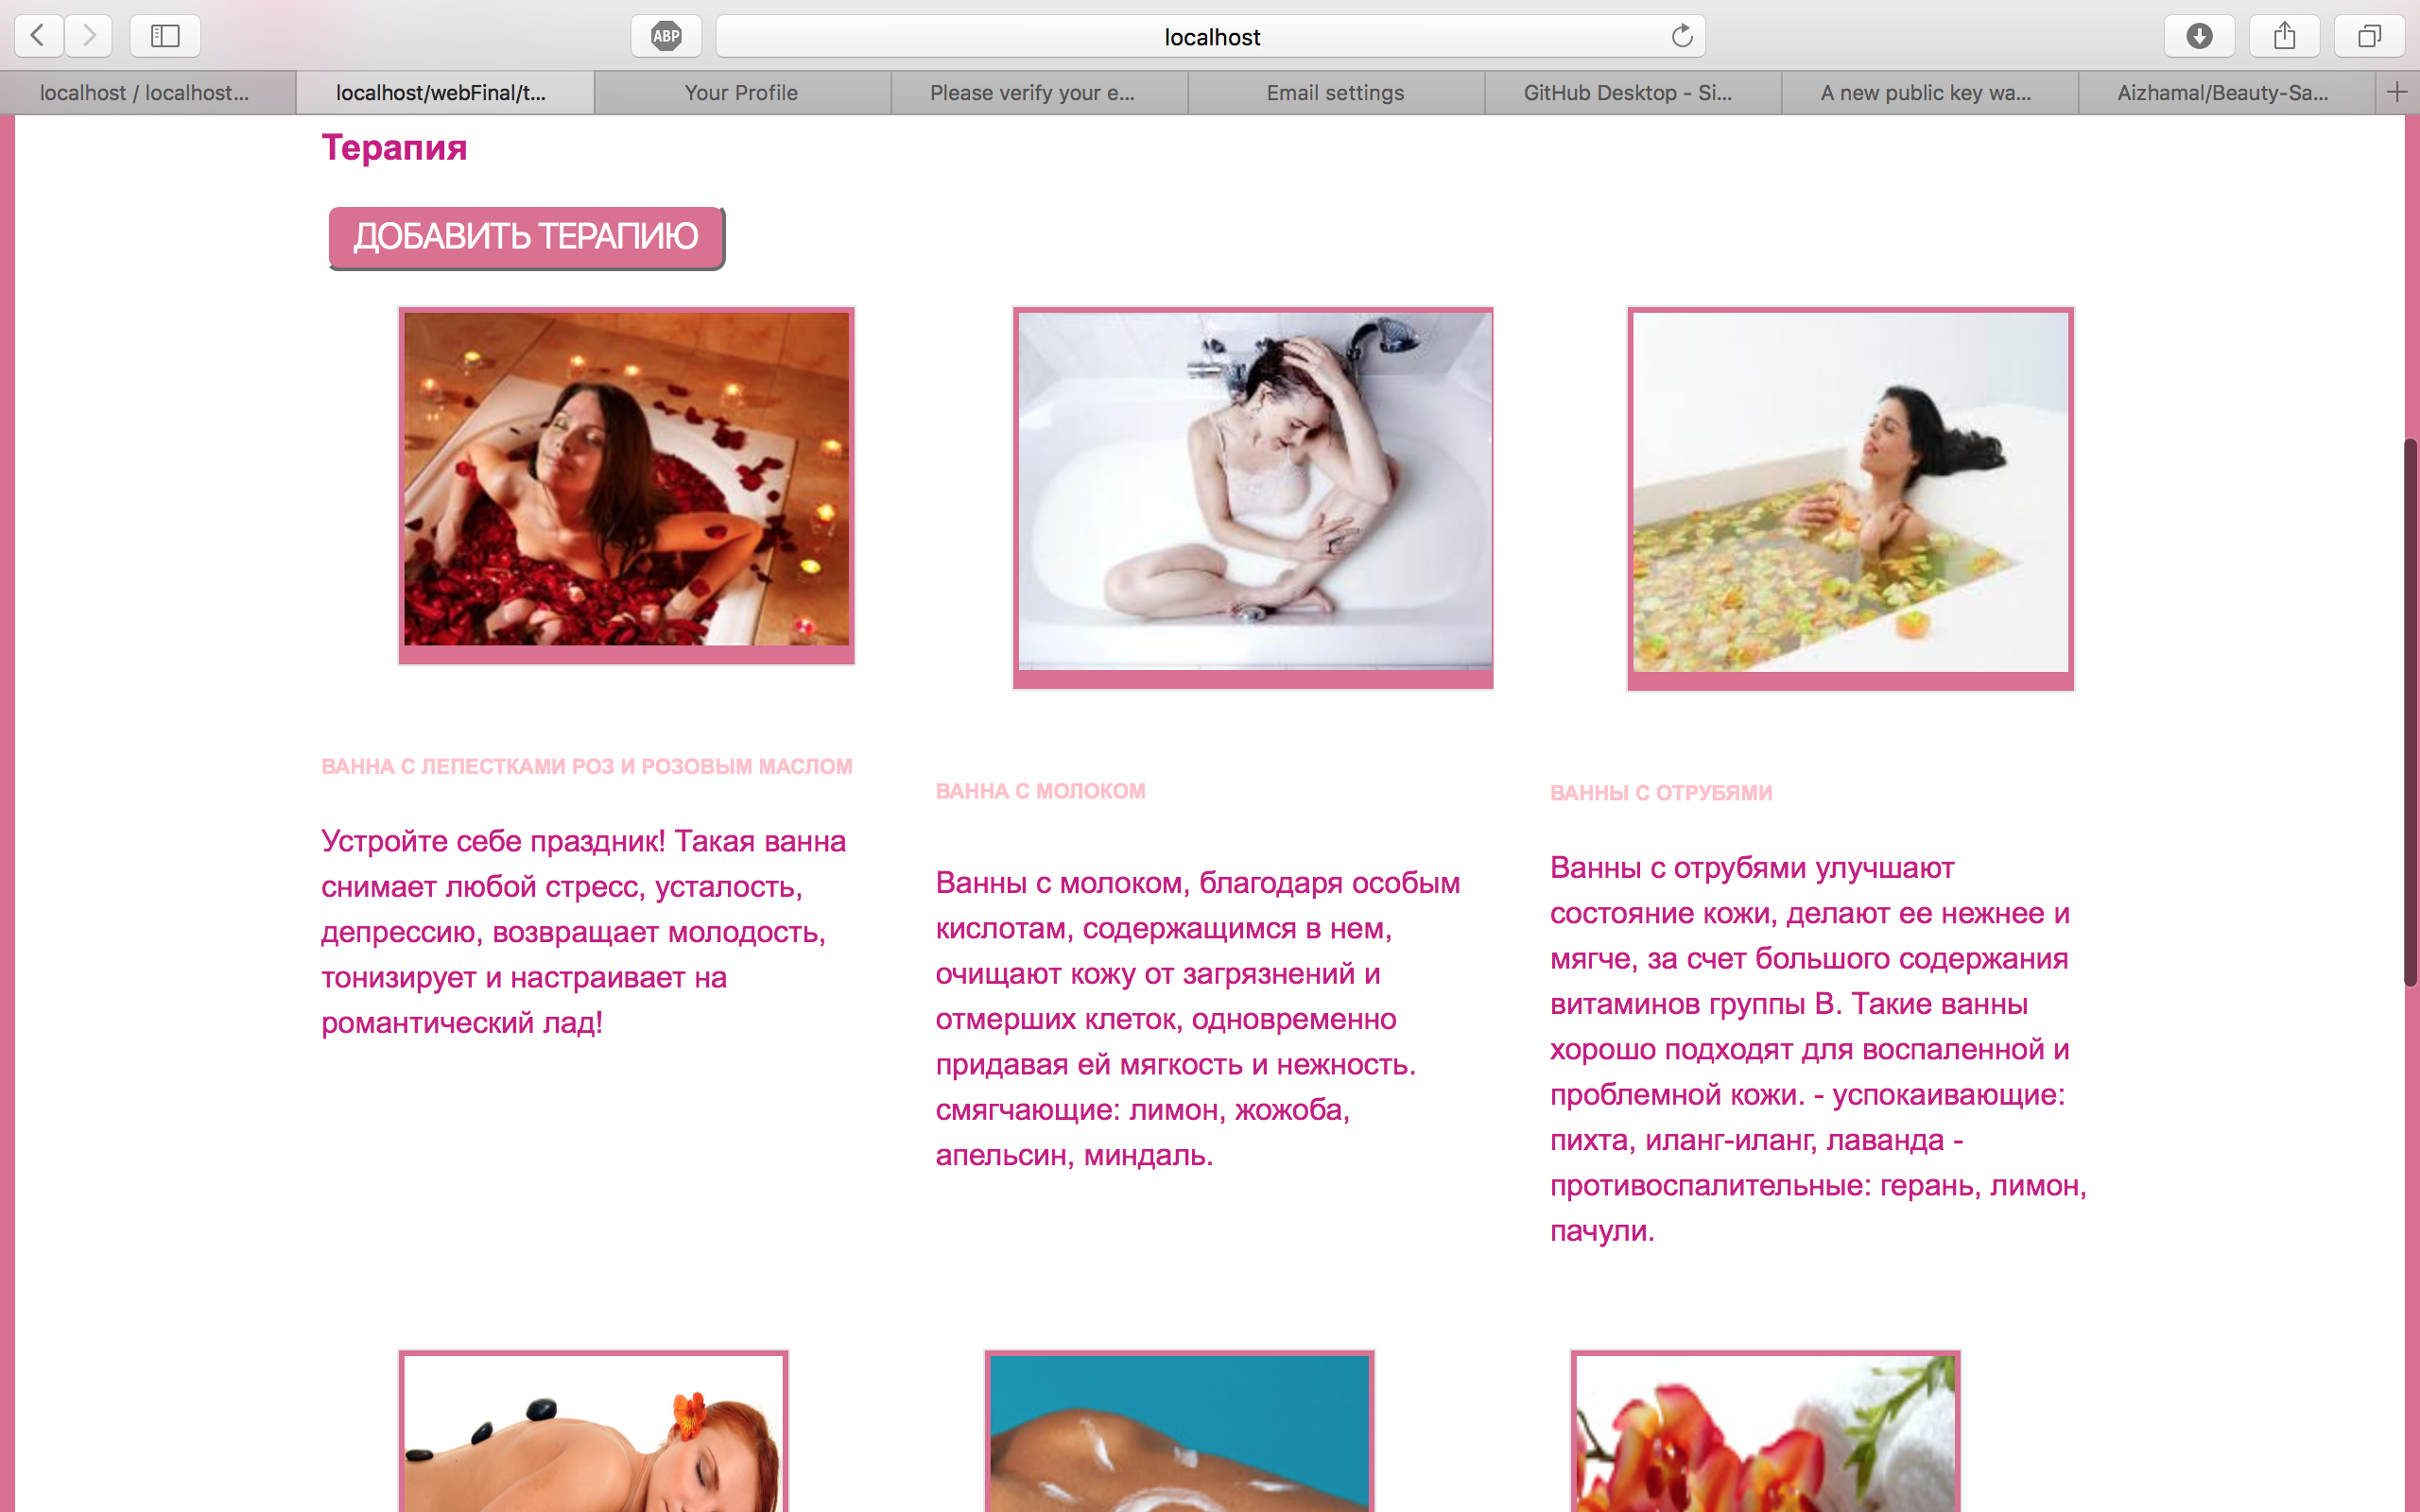 ABP
localhost
localhost / localhost...
localhost/webFinal/t...
Your Profile
Please verify your e...
Email settings
GitHub Desktop - Si...
A new public key wa...
Aizhamal/Beauty-Sa...
Терапия
ДОБАВИТЬ ТЕРАПИЮ
ВАННА С ЛЕПЕСТКАМИ РОЗ И РОЗОВЫМ МАСЛОМ
Устройте себе праздник! Такая ванна
снимает любой стресс, усталость,
депрессию, возвращает молодость,
тонизирует и настраивает на
романтический лад!
ВАННА С МОЛОКОМ
Ванны с молоком, благодаря особым
кислотам, содержащимся в нем,
очищают кожу от загрязнений и
отмерших клеток, одновременно
придавая ей мягкость и нежность.
смягчающие: лимон, жожоба,
апельсин, миндаль.
ВАННЫ С ОТРУБЯМИ
Ванны с отрубями улучшают
состояние кожи, делают ее нежнее и
мягче, за счет большого содержания
витаминов группы В. Такие ванны
хорошо подходят для воспаленной и
проблемной кожи. - успокаивающие:
пихта, иланг-иланг, лаванда -
противоспалительные: герань, лимон,
пачули.